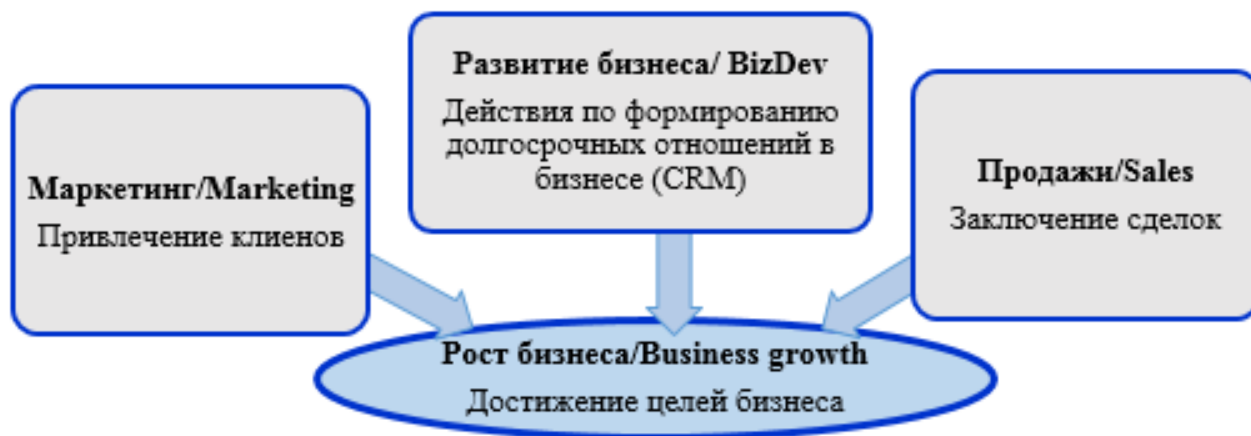 Маркетинг/Marketing
Привлечение клиенов
Развитие бизнеса/ BizDev
Действия по формированию
долгосрочных отношений в
бизнесе (CRM)
Продажи/Sales
Заключение сделок
Рост бизнеса/Business growth
Достижение целей бизнеса